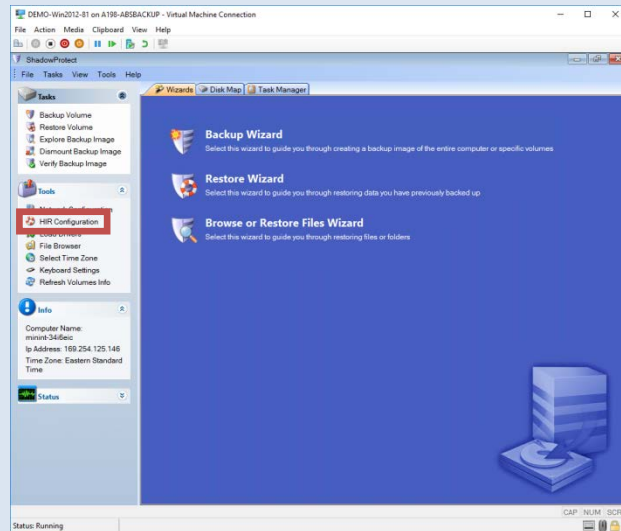 DEMO-Win2012-81 on A198-ABSBACKUP - Virtual Machine Connection
File Action Media Clipboard View Help
ShadowProtect
File Tasks View Tools Help
Tasks
Backup Volume
Restore Volume
Explore Backup Image
Dismount Backup Image
Verify Backup Image
Tools
HIR Configuration
File Browser
Select Time Zone
Keyboard Settings
Refresh Volumes Info
Info
Computer Name:
Ip Address: 169.254.125.146
Time Zone: Eastern Standard
Time
Status
Wizards Disk Map Task Manager
Backup Wizard
Select this wizard to guide you through creating a backup image of the entire computer or specific volumes
Restore Wizard
Select this wizard to guide you through restoring data you have previously backed up
Browse or Restore Files Wizard
Select this wizard to guide you through restoring files or folders
CAP NUM SCR
Status: Running